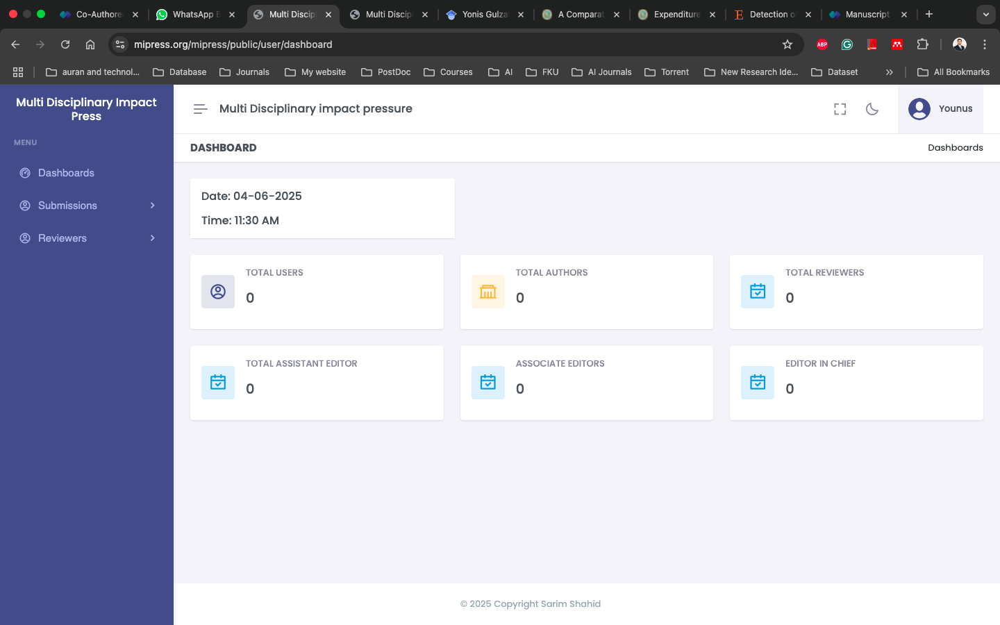 Co-Authore
WhatsApp B
Multi Discipl
Multi Discipl
Yonis Gulza
A Comparat
Expenditure
Detection o
Manuscript
mipress.org/mipress/public/user/dashboard
ABP
auran and technol...
Database
Journals
My website
PostDoc
Courses
AI
FKU
AI Journals
Torrent
New Research Ide...
Dataset
All Bookmarks
Multi Disciplinary Impact
Press
MENU
Dashboards
Submissions
Reviewers
Multi Disciplinary impact pressure
Younus
DASHBOARD
Dashboards
Date: 04-06-2025
Time: 11:30 AM
TOTAL USERS
0
TOTAL AUTHORS
0
TOTAL REVIEWERS
0
TOTAL ASSISTANT EDITOR
0
ASSOCIATE EDITORS
0
EDITOR IN CHIEF
0
© 2025 Copyright Sarim Shahid